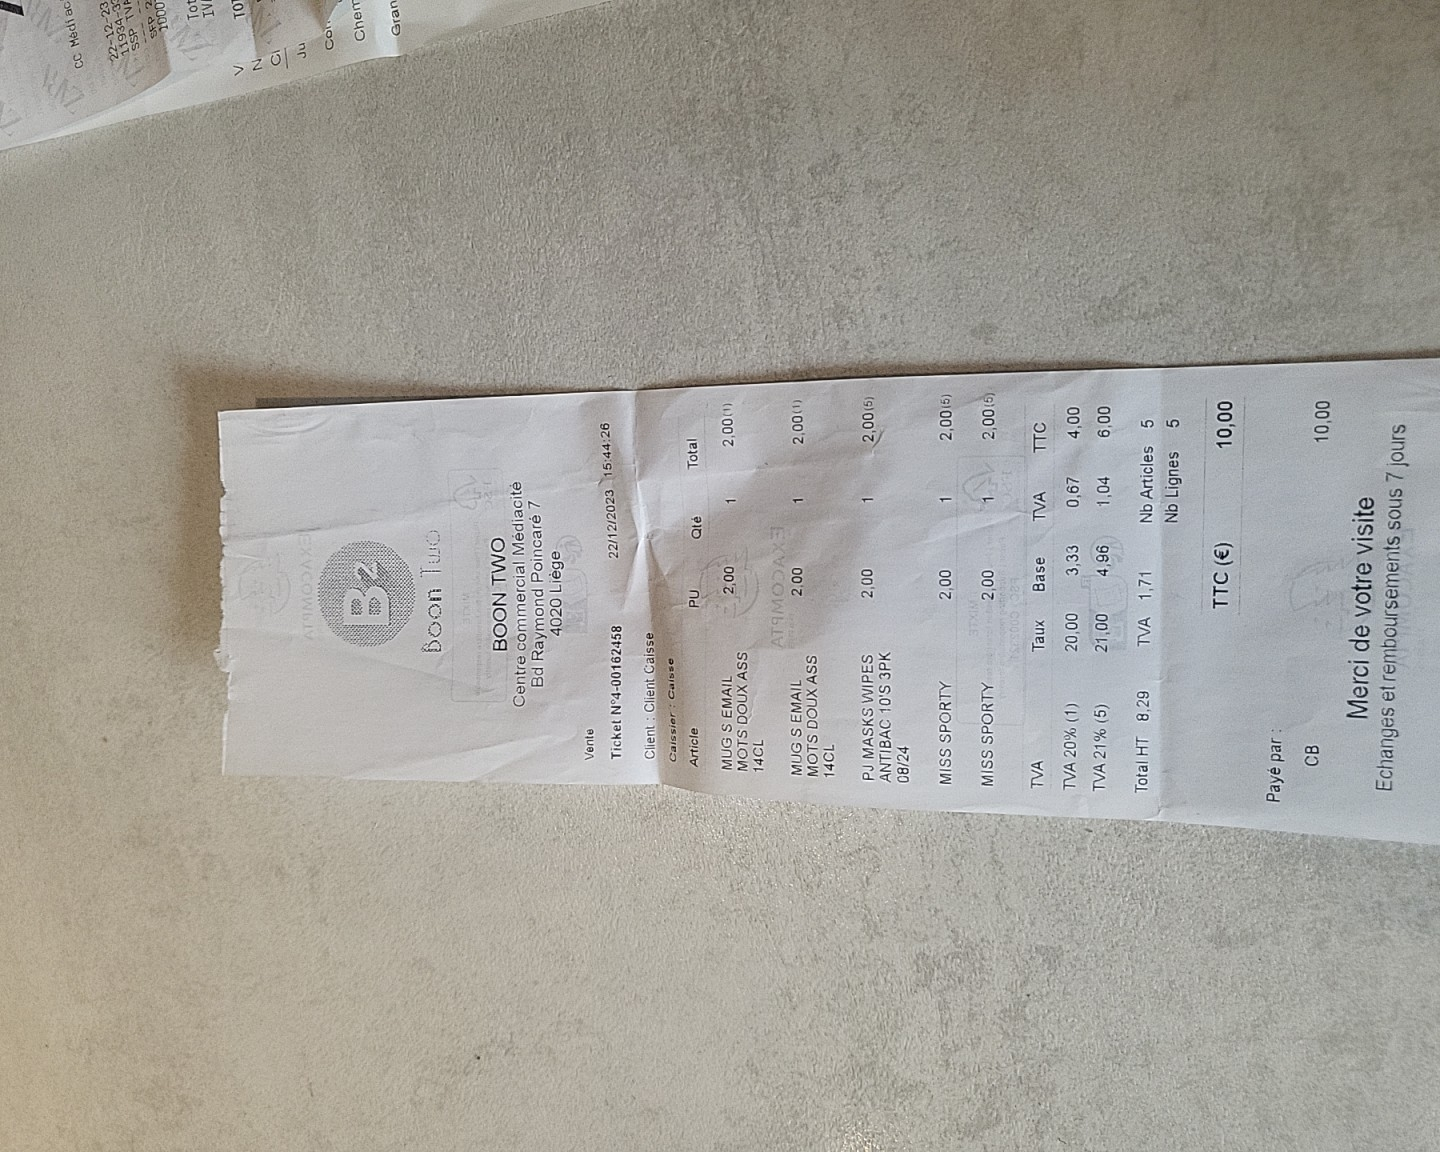 CC Médiac
22-12-23
B2
Boon Two
BOON TWO
Centre commercial Médiacité
Bd Raymond Poincaré 7
4020 Liège
Vente
Ticket N°4-00162458 22/12/2023 15:44:26
Client : Client Caisse
Caissier : Caisse
Article PU Qté Total
MUG S EMAIL 2,00 1 2,00 (1)
MOTS DOUX ASS
14CL
MUG S EMAIL 2,00 1 2,00 (1)
MOTS DOUX ASS
14CL
PJ MASKS WIPES 2,00 1 2,00 (5)
ANTIBAC 10'S 3PK
08/24
MISS SPORTY 2,00 1 2,00 (5)
MISS SPORTY 2,00 1 2,00 (5)
TVA Taux Base TVA TTC
TVA 20% (1) 20,00 3,33 0,67 4,00
TVA 21% (5) 21,00 4,96 1,04 6,00
Total HT 8,29 TVA 1,71 Nb Articles 5
Nb Lignes 5
TTC (€) 10,00
Payé par :
CB 10,00
Merci de votre visite
Echanges et remboursements sous 7 jours